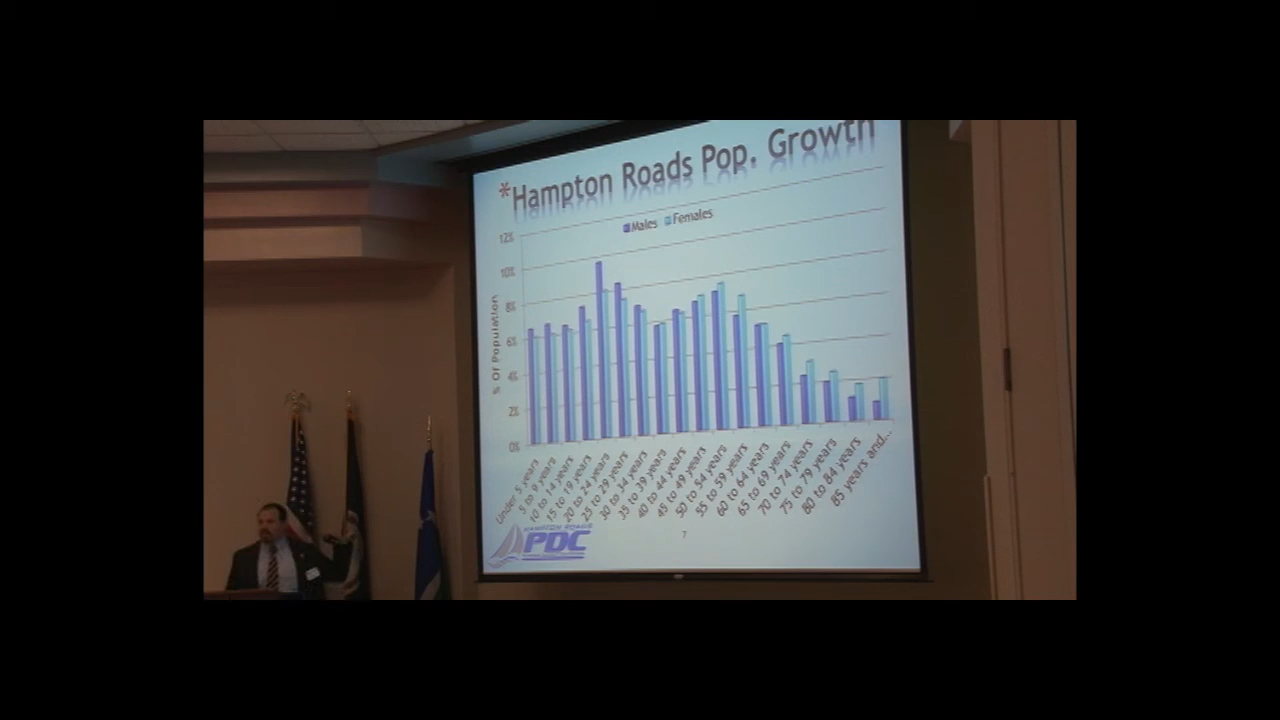 *Hampton Roads Pop. Growth
Males Females
12%
10%
8%
6%
4%
2%
0%
% Of Population
Under 5 years
5 to 9 years
10 to 14 years
15 to 19 years
20 to 24 years
25 to 29 years
30 to 34 years
35 to 39 years
40 to 44 years
45 to 49 years
50 to 54 years
55 to 59 years
60 to 64 years
65 to 69 years
70 to 74 years
75 to 79 years
80 to 84 years
85 years and...
HAMPTON ROADS
PDC
7